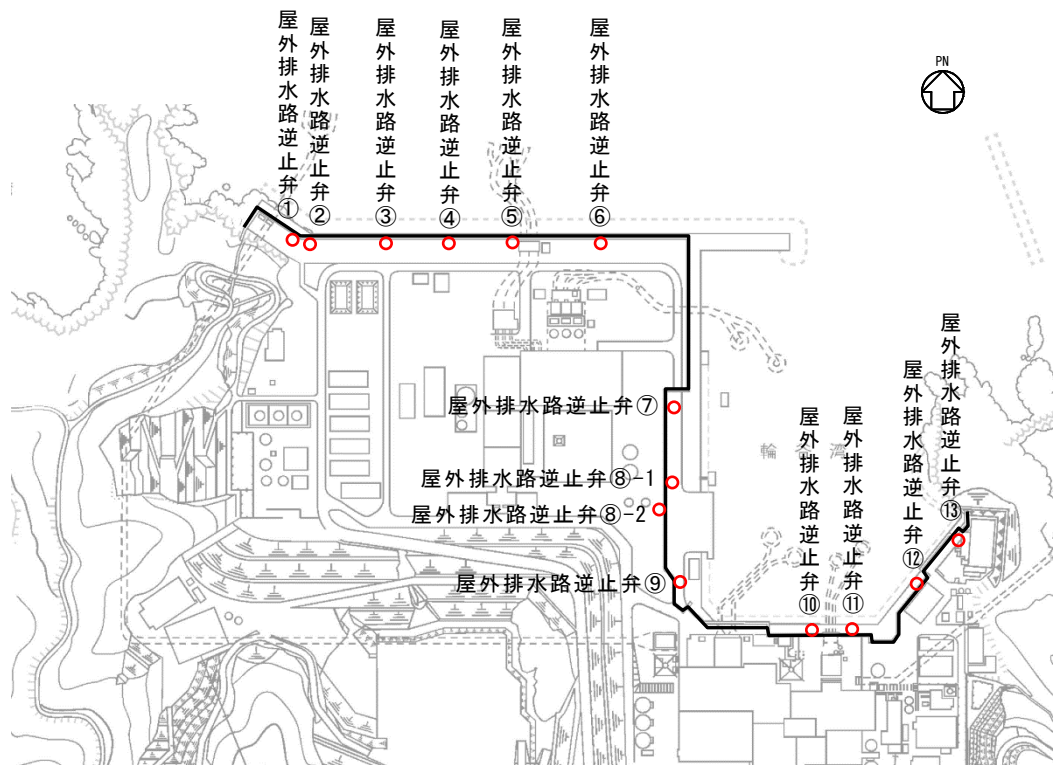 屋外排水路逆止弁①
屋外排水路逆止弁②
屋外排水路逆止弁③
屋外排水路逆止弁④
屋外排水路逆止弁⑤
屋外排水路逆止弁⑥
PN
屋外排水路逆止弁⑦
屋外排水路逆止弁⑧-1
屋外排水路逆止弁⑧-2
屋外排水路逆止弁⑨
屋外排水路逆止弁⑩
屋外排水路逆止弁⑪
屋外排水路逆止弁⑫
屋外排水路逆止弁⑬
輪谷湾